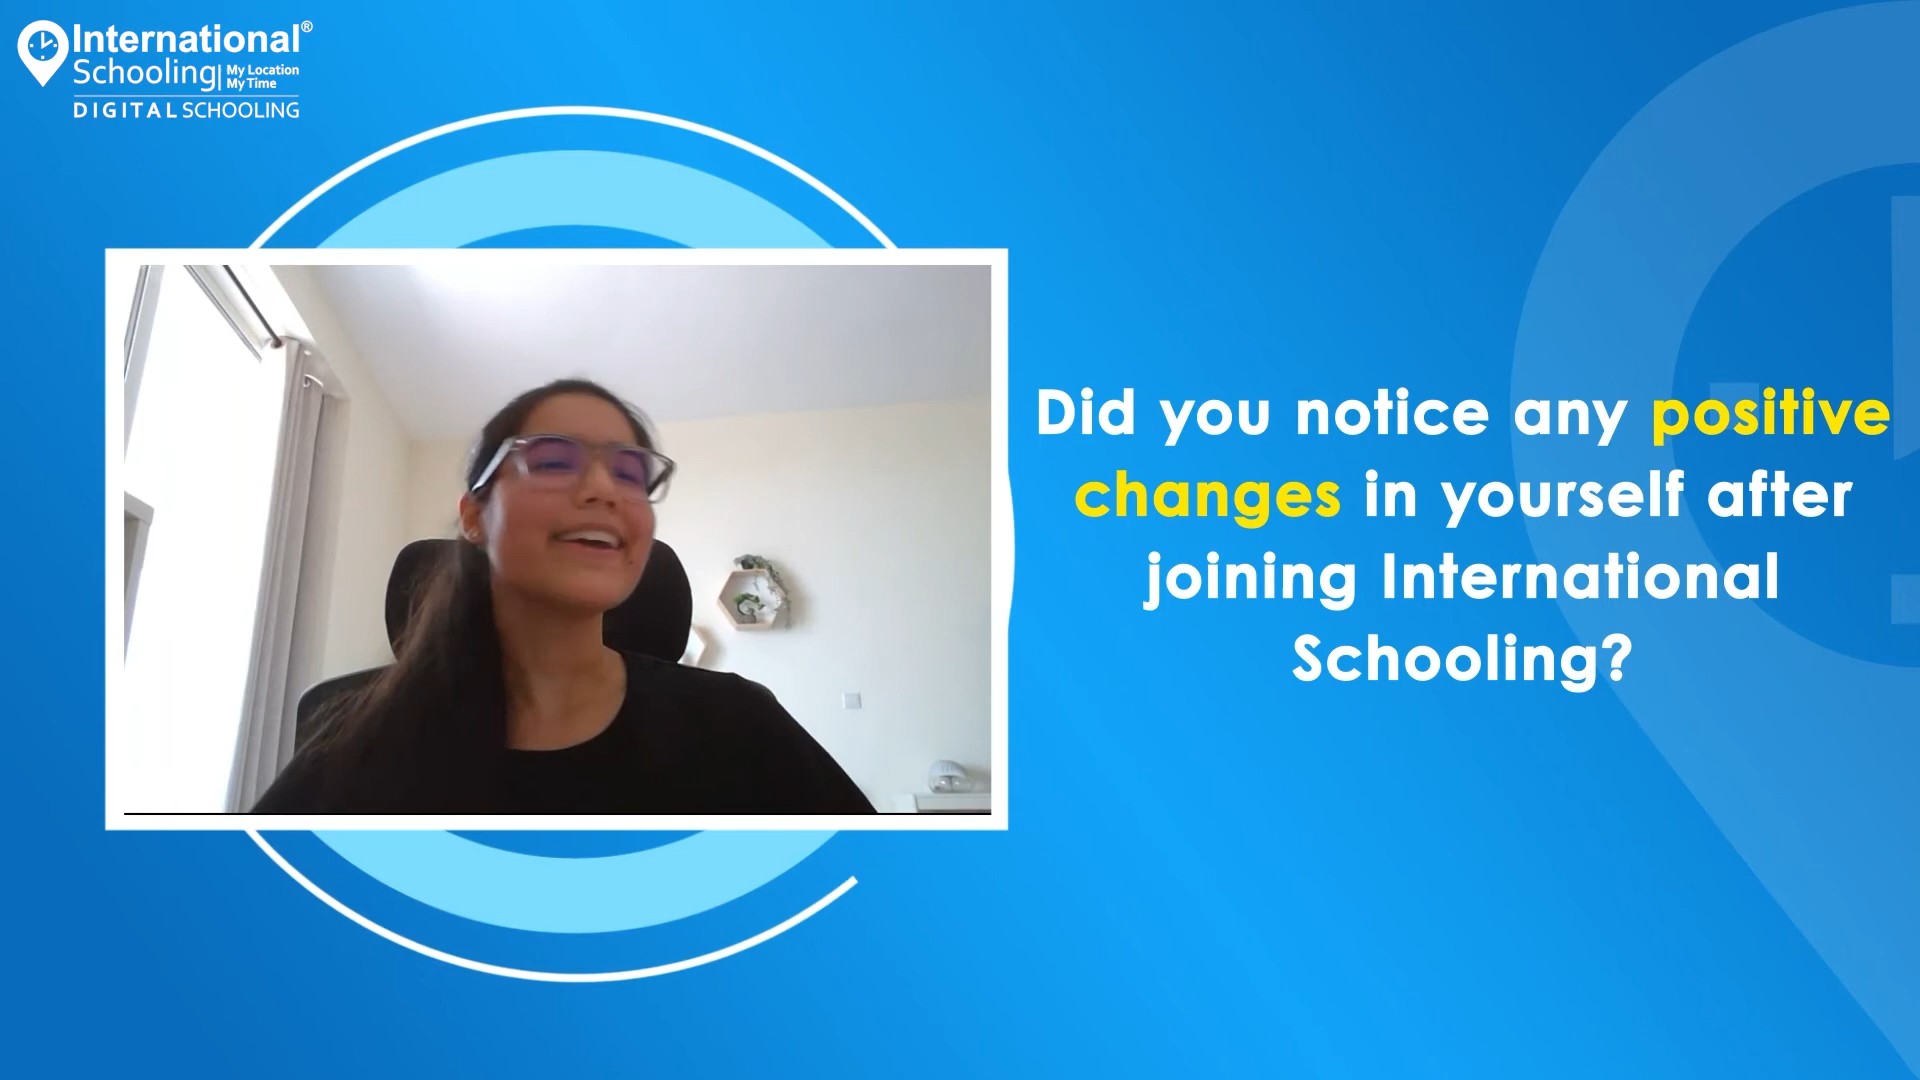 International®
Schooling| My Location
My Time
DIGITAL SCHOOLING
Did you notice any positive
changes in yourself after
joining International
Schooling?